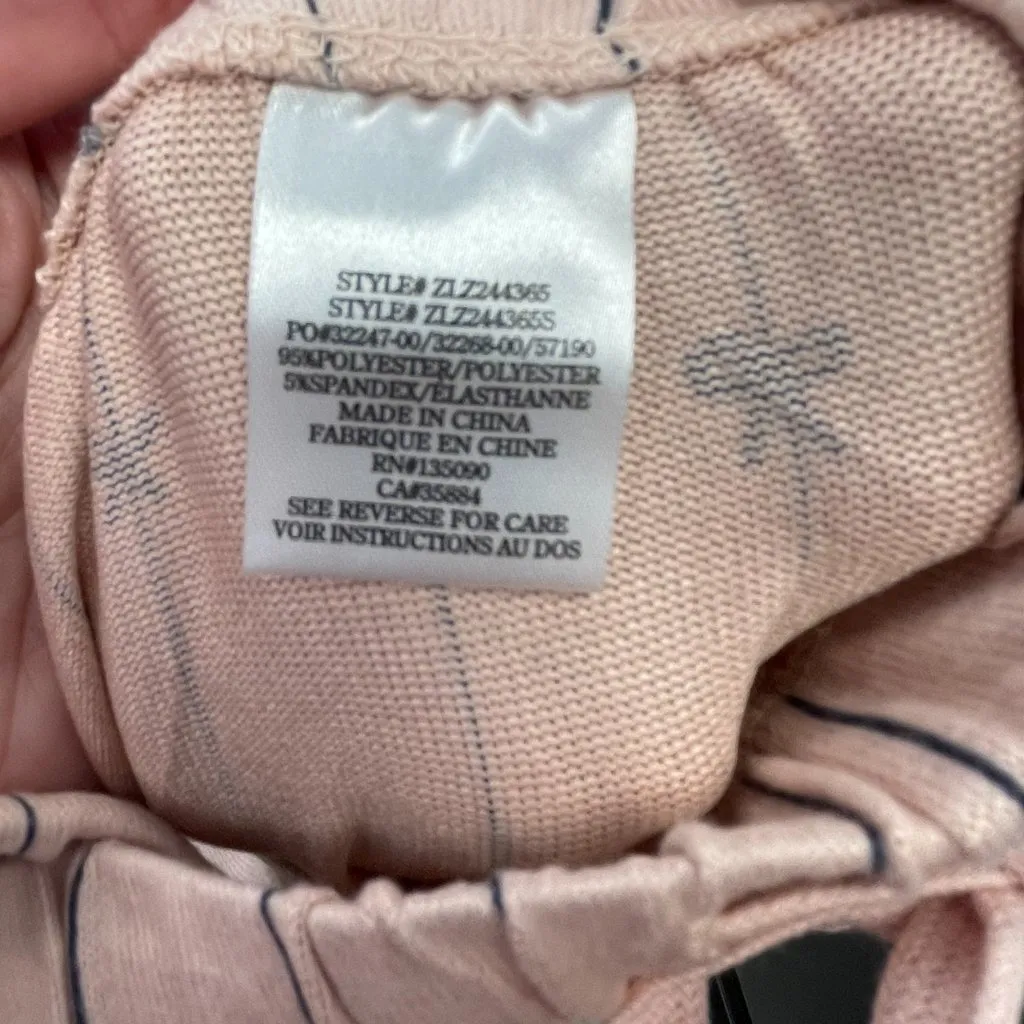 STYLE# ZLZ244365
STYLE# ZLZ244365S
PO#32247-00/32268-00/57190
95%POLYESTER/POLYESTER
5%SPANDEX/ÉLASTHANNE
MADE IN CHINA
FABRIQUE EN CHINE
RN#135090
CA#35884
SEE REVERSE FOR CARE
VOIR INSTRUCTIONS AU DOS